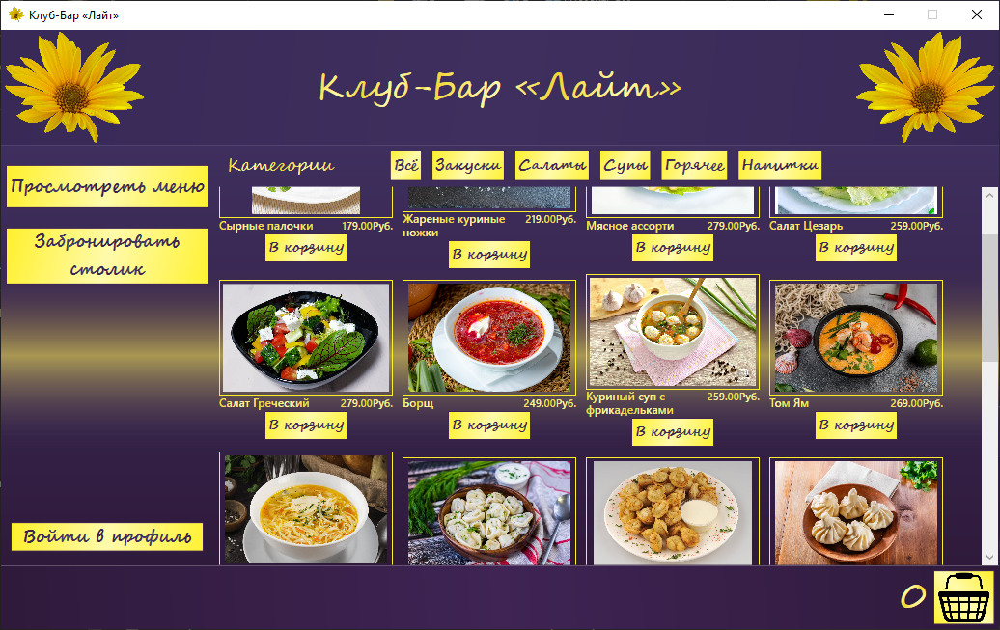 Клуб-Бар «Лайт»
Клуб-Бар «Лайт»
Просмотреть меню
Забронировать
столик
Войти в профиль
Категории
Всё
Закуски
Салаты
Супы
Горячее
Напитки
Сырные палочки 179.00Руб.
В корзину
Жареные куриные 219.00Руб.
ножки
В корзину
Мясное ассорти 279.00Руб.
В корзину
Салат Цезарь 259.00Руб.
В корзину
Салат Греческий 279.00Руб.
В корзину
Борщ 249.00Руб.
В корзину
Куриный суп с 259.00Руб.
фрикадельками
В корзину
Том Ям 269.00Руб.
В корзину
0